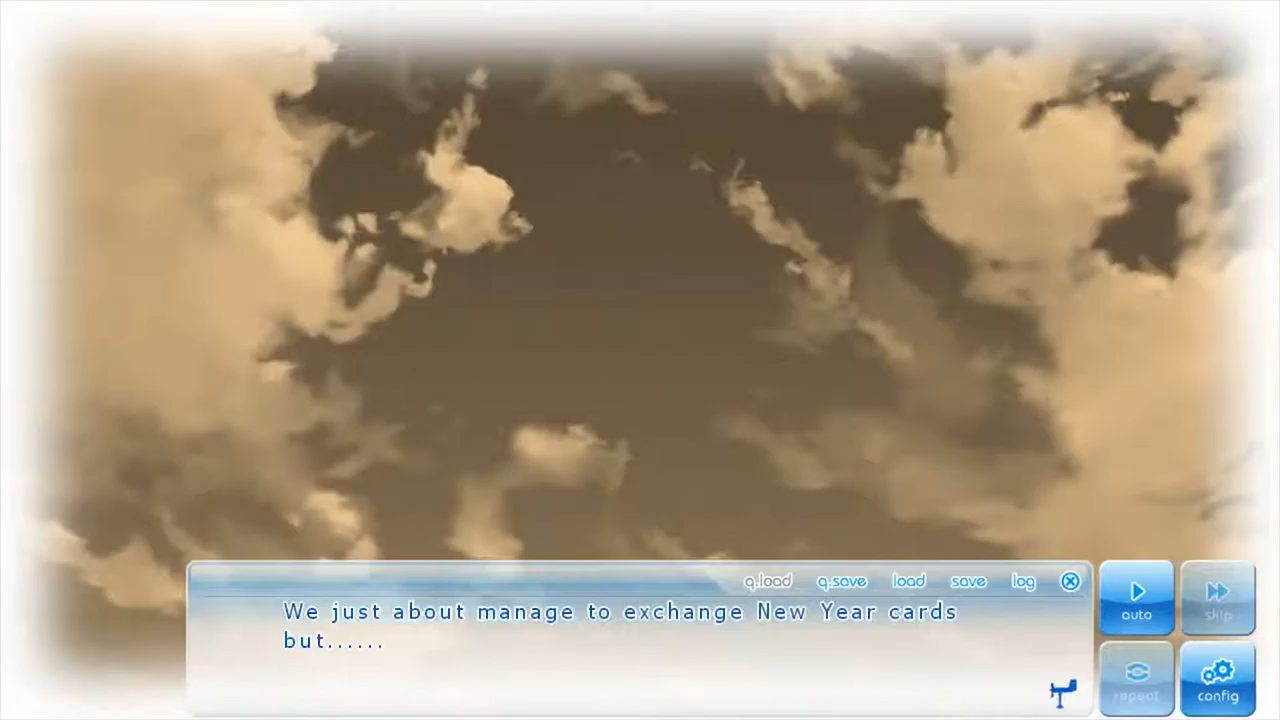 q.load q.save load save log
We just about manage to exchange New Year cards
but......
auto
skip
repeat
config